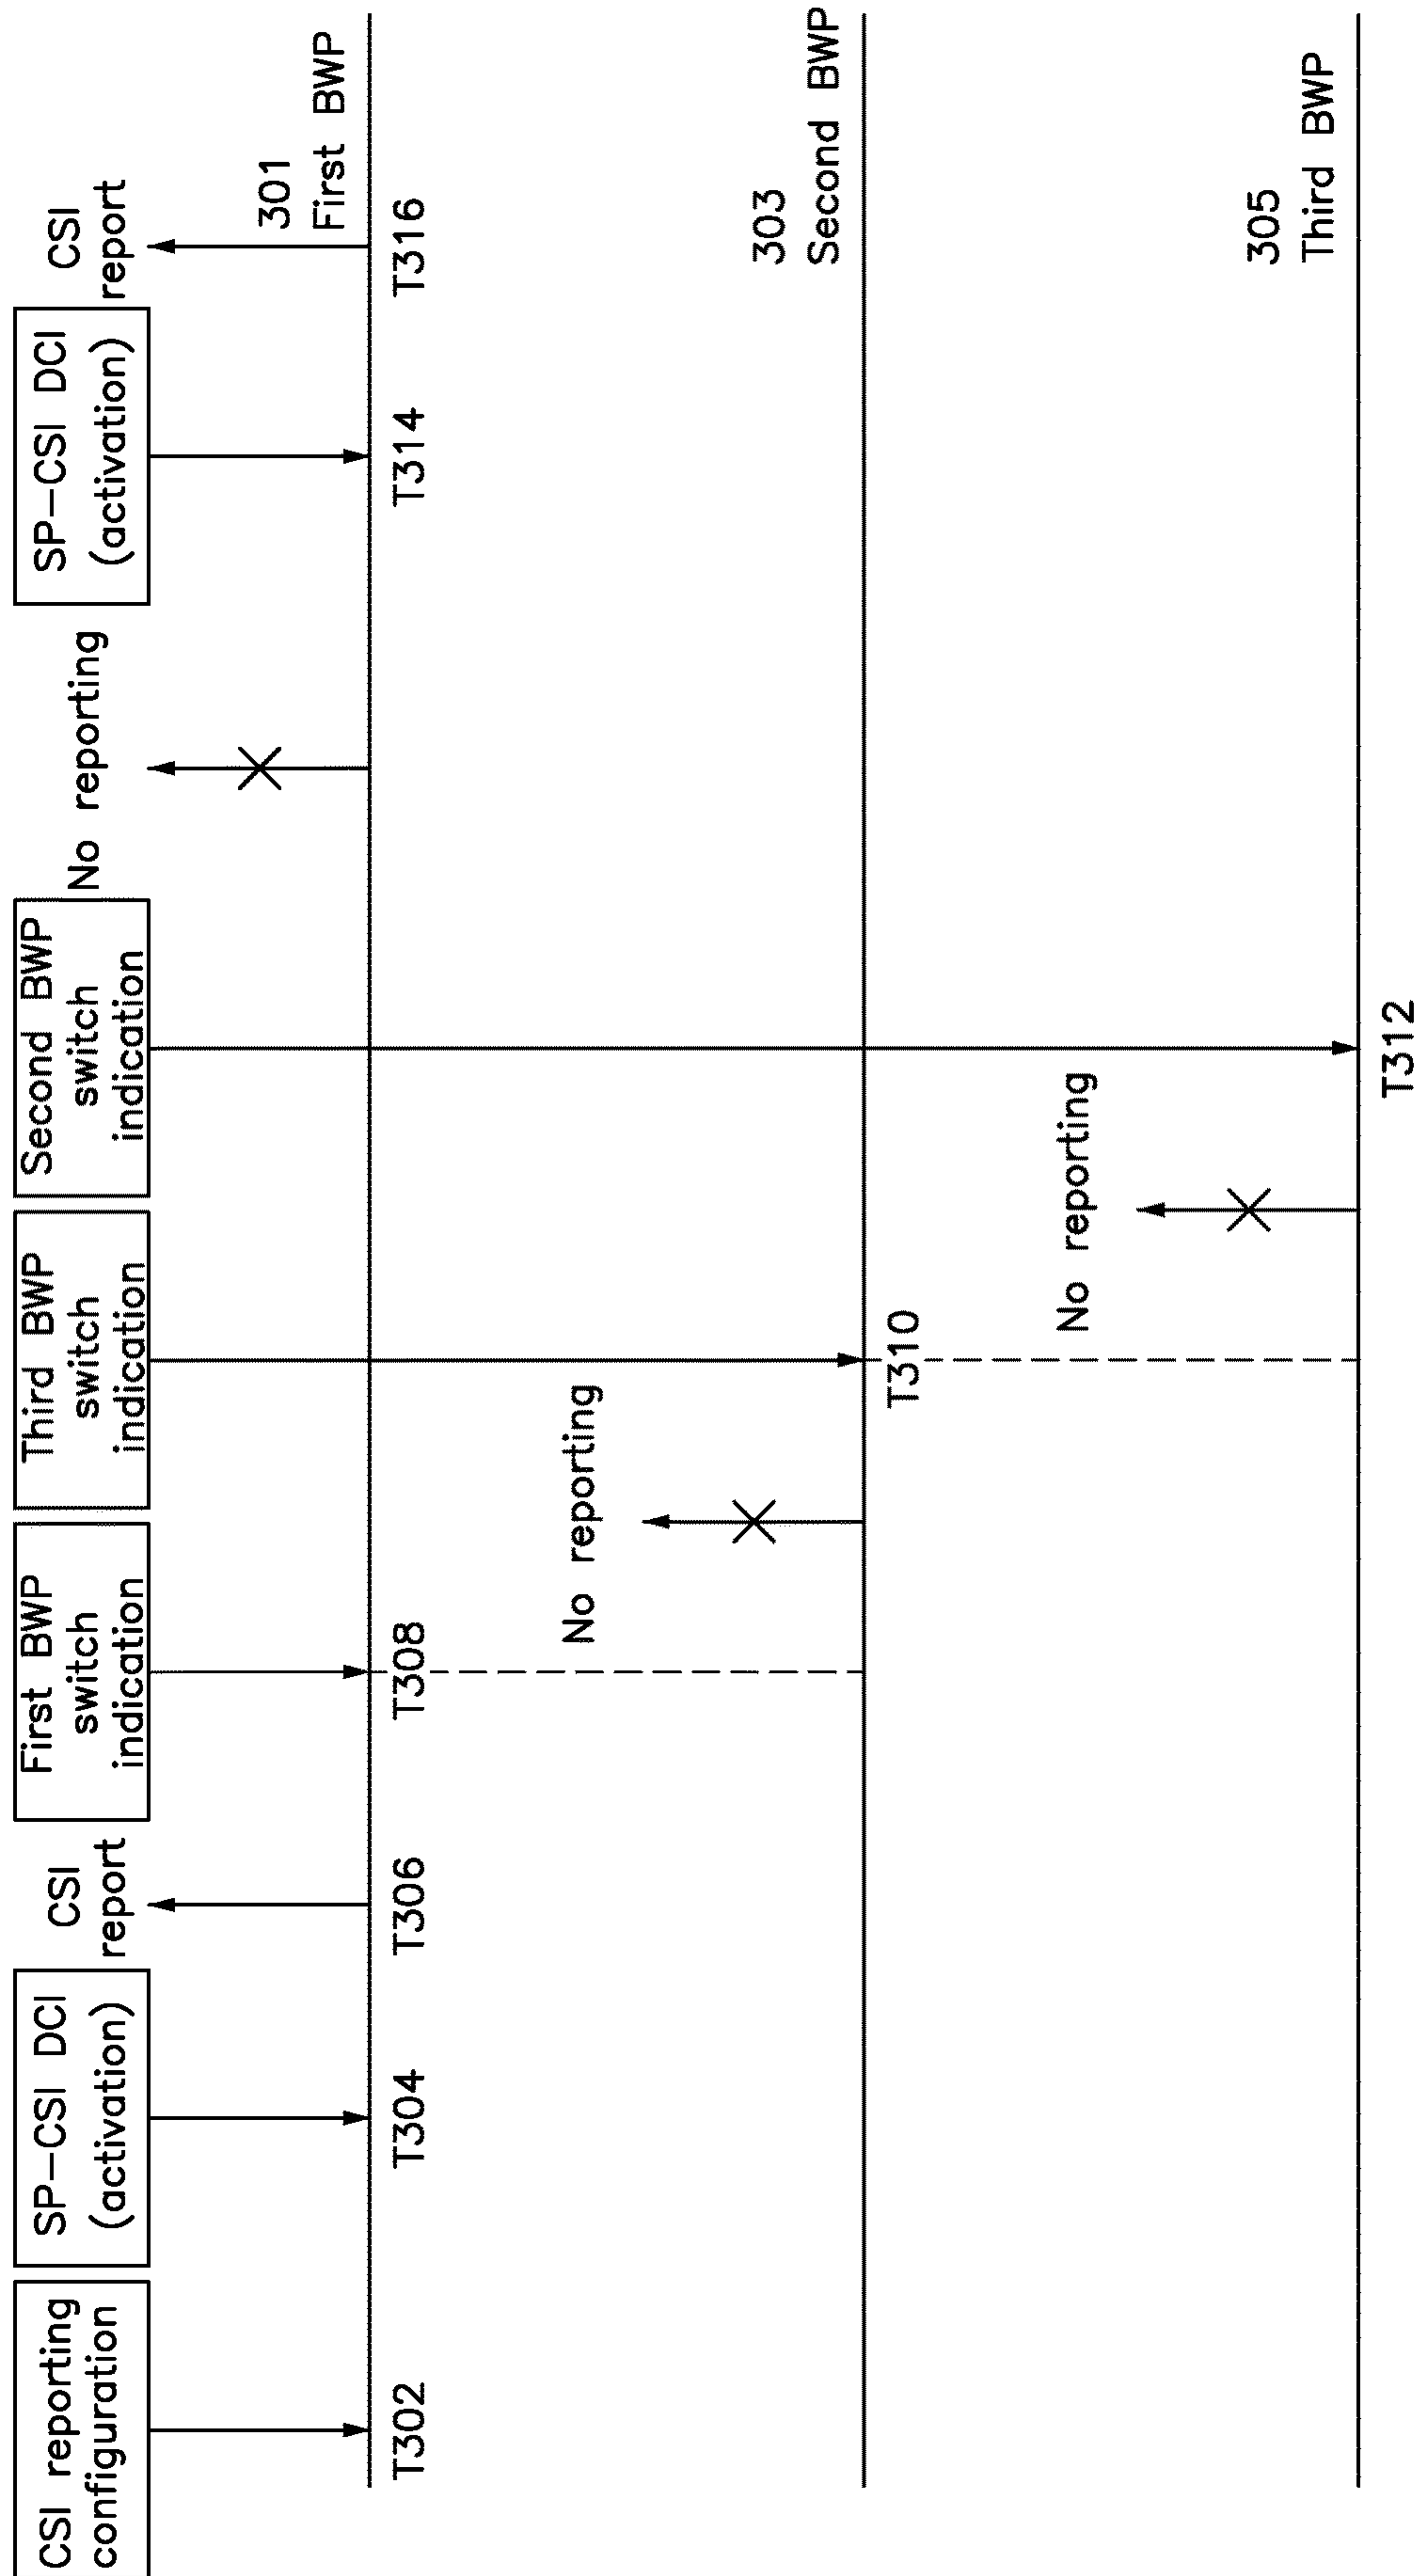 CSI reporting
configuration
SP-CSI DCI
(activation)
CSI
report
First BWP
switch
indication
Third BWP
switch
indication
Second BWP
switch
indication
No reporting
SP-CSI DCI
(activation)
CSI
report
301
First BWP
T302
T304
T306
T308
T314
T316
No reporting
303
Second BWP
T310
No reporting
305
Third BWP
T312